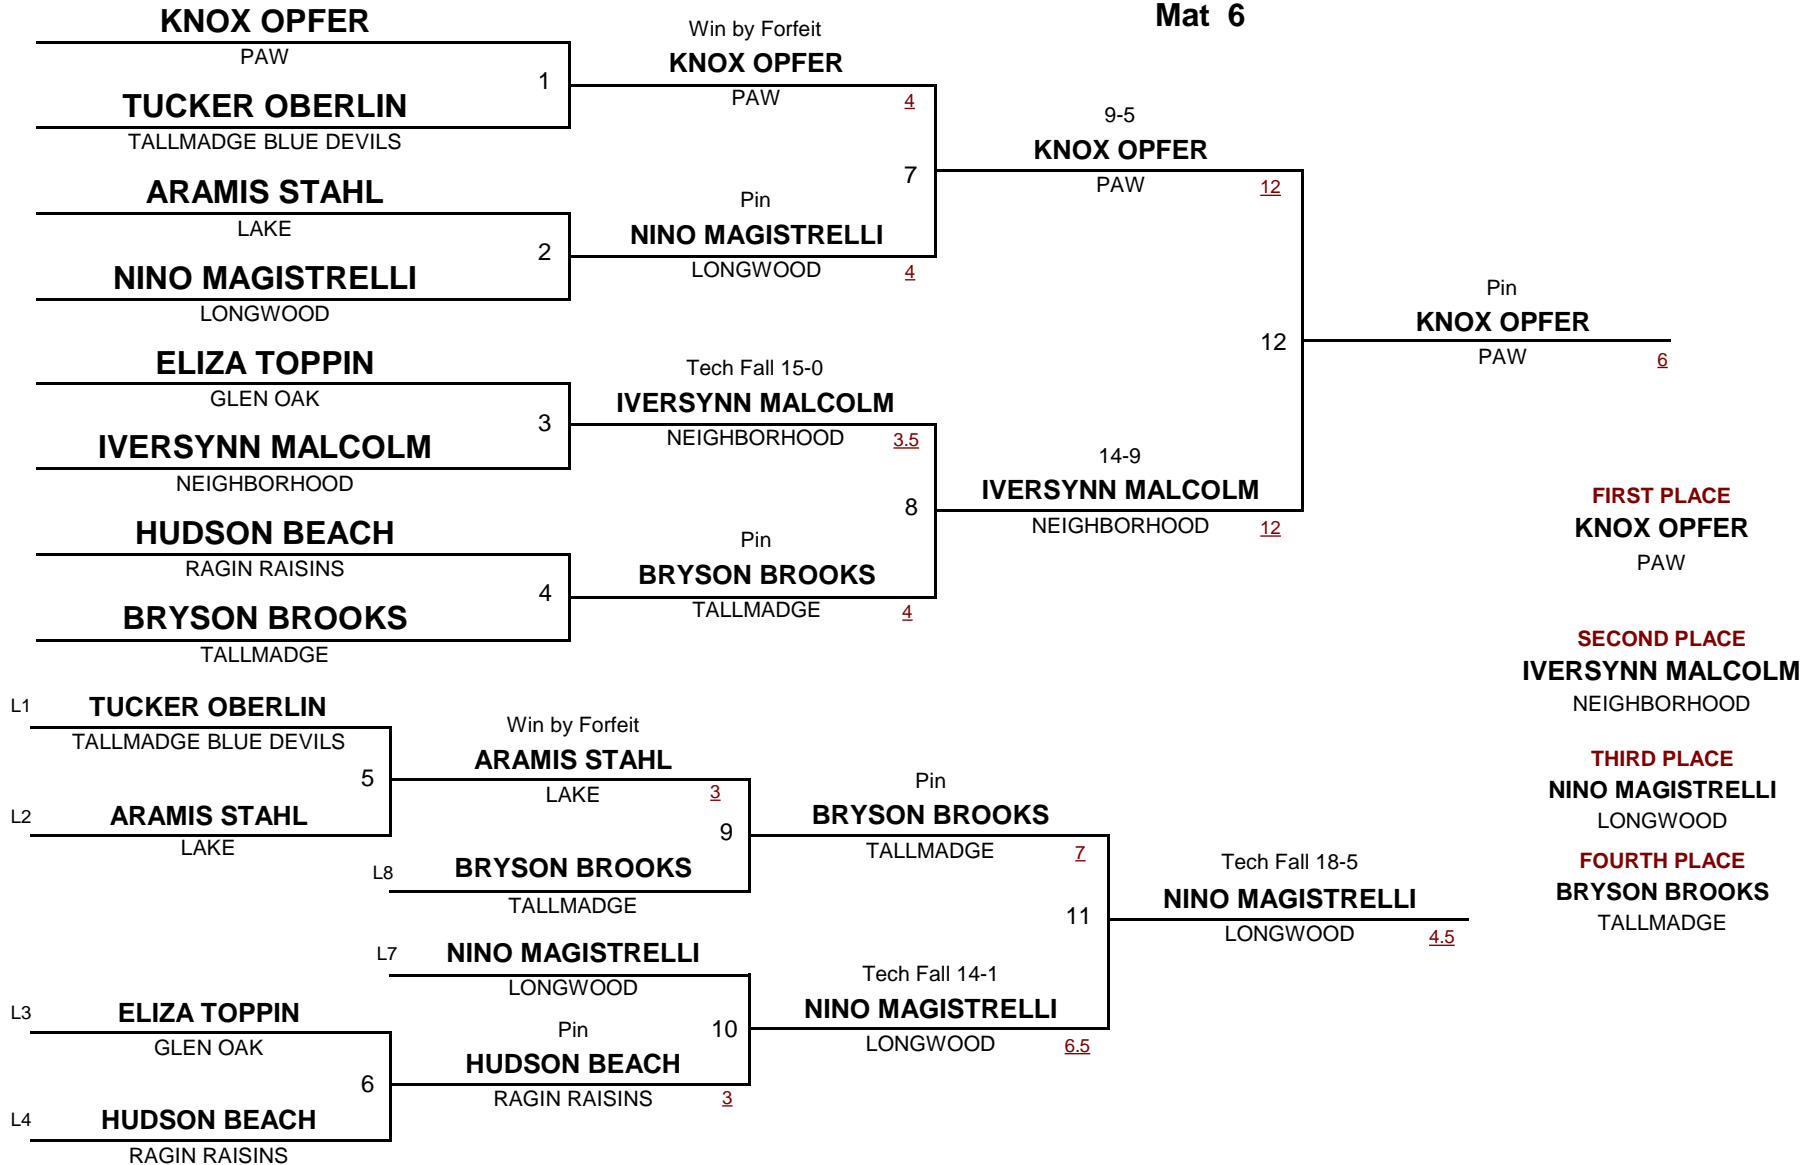 Mat 6
KNOX OPFER
PAW
1
TUCKER OBERLIN
TALLMADGE BLUE DEVILS
ARAMIS STAHL
LAKE
2
NINO MAGISTRELLI
LONGWOOD
ELIZA TOPPIN
GLEN OAK
3
IVERSYNN MALCOLM
NEIGHBORHOOD
HUDSON BEACH
RAGIN RAISINS
4
BRYSON BROOKS
TALLMADGE
Win by Forfeit
KNOX OPFER
PAW 4
7
Pin
NINO MAGISTRELLI
LONGWOOD 4
Tech Fall 15-0
IVERSYNN MALCOLM
NEIGHBORHOOD 3.5
8
Pin
BRYSON BROOKS
TALLMADGE 4
9-5
KNOX OPFER
PAW 12
12
14-9
IVERSYNN MALCOLM
NEIGHBORHOOD 12
Pin
KNOX OPFER
PAW 6
L1 TUCKER OBERLIN
TALLMADGE BLUE DEVILS
5
L2 ARAMIS STAHL
LAKE
Win by Forfeit
ARAMIS STAHL
LAKE 3
9
L8 BRYSON BROOKS
TALLMADGE
L7 NINO MAGISTRELLI
LONGWOOD
10
L3 ELIZA TOPPIN
GLEN OAK
6
L4 HUDSON BEACH
RAGIN RAISINS
Pin
HUDSON BEACH
RAGIN RAISINS 3
Pin
BRYSON BROOKS
TALLMADGE 7
11
Tech Fall 14-1
NINO MAGISTRELLI
LONGWOOD 6.5
Tech Fall 18-5
NINO MAGISTRELLI
LONGWOOD 4.5
FIRST PLACE
KNOX OPFER
PAW
SECOND PLACE
IVERSYNN MALCOLM
NEIGHBORHOOD
THIRD PLACE
NINO MAGISTRELLI
LONGWOOD
FOURTH PLACE
BRYSON BROOKS
TALLMADGE